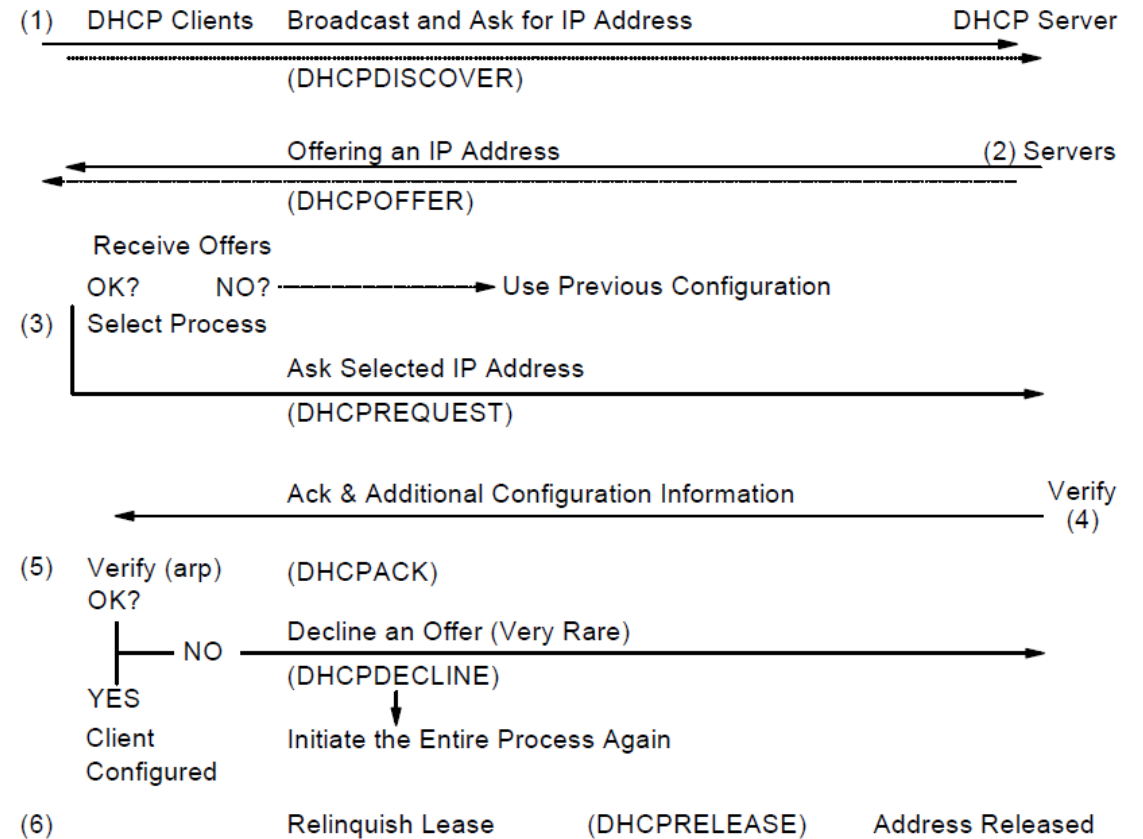 (1) DHCP Clients Broadcast and Ask for IP Address DHCP Server
(DHCPDISCOVER)
Offering an IP Address (2) Servers
(DHCPOFFER)
Receive Offers
OK? NO? Use Previous Configuration
(3) Select Process
Ask Selected IP Address
(DHCPREQUEST)
Ack & Additional Configuration Information Verify
(4)
(5) Verify (arp) (DHCPACK)
OK?
Decline an Offer (Very Rare)
NO
(DHCPDECLINE)
YES
Client Initiate the Entire Process Again
Configured
(6) Relinquish Lease (DHCPRELEASE) Address Released